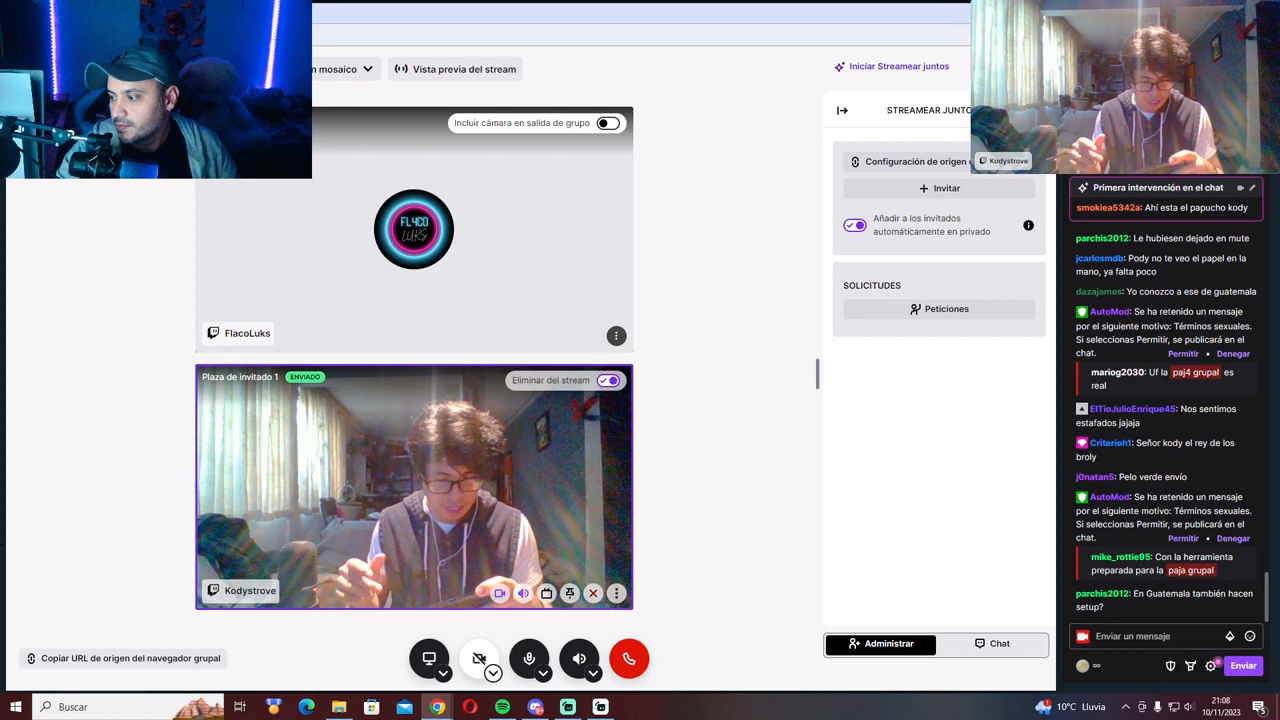 n mosaico
Vista previa del stream
Iniciar Streamear juntos
Incluir cámara en salida de grupo
FL4CO
LUKS
FlacoLuks
Plaza de invitado 1
ENVIADO
Eliminar del stream
Kodystrove
Copiar URL de origen del navegador grupal
STREAMEAR JUNTO
Configuración de origen
Invitar
Añadir a los invitados
automáticamente en privado
SOLICITUDES
Peticiones
Administrar
Chat
Kodystrove
Primera intervención en el chat
smokiea5342a: Ahí esta el papucho kody
parchis2012: Le hubiesen dejado en mute
jcarlosmdb: Pody no te veo el papel en la
mano, ya falta poco
dazajames: Yo conozco a ese de guatemala
AutoMod: Se ha retenido un mensaje
por el siguiente motivo: Términos sexuales.
Si seleccionas Permitir, se publicará en el
chat.
Permitir • Denegar
mariog2030: Uf la paj4 grupal es
real
ElTioJulioEnrique45: Nos sentimos
estafados jajaja
Criterioh1: Señor kody el rey de los
broly
j0natan5: Pelo verde envío
AutoMod: Se ha retenido un mensaje
por el siguiente motivo: Términos sexuales.
Si seleccionas Permitir, se publicará en el
chat.
Permitir • Denegar
mike_rottie95: Con la herramienta
preparada para la paja grupal
parchis2012: En Guatemala también hacen
setup?
Enviar un mensaje
Enviar
Buscar
10°C Lluvia
21:08
10/11/2023